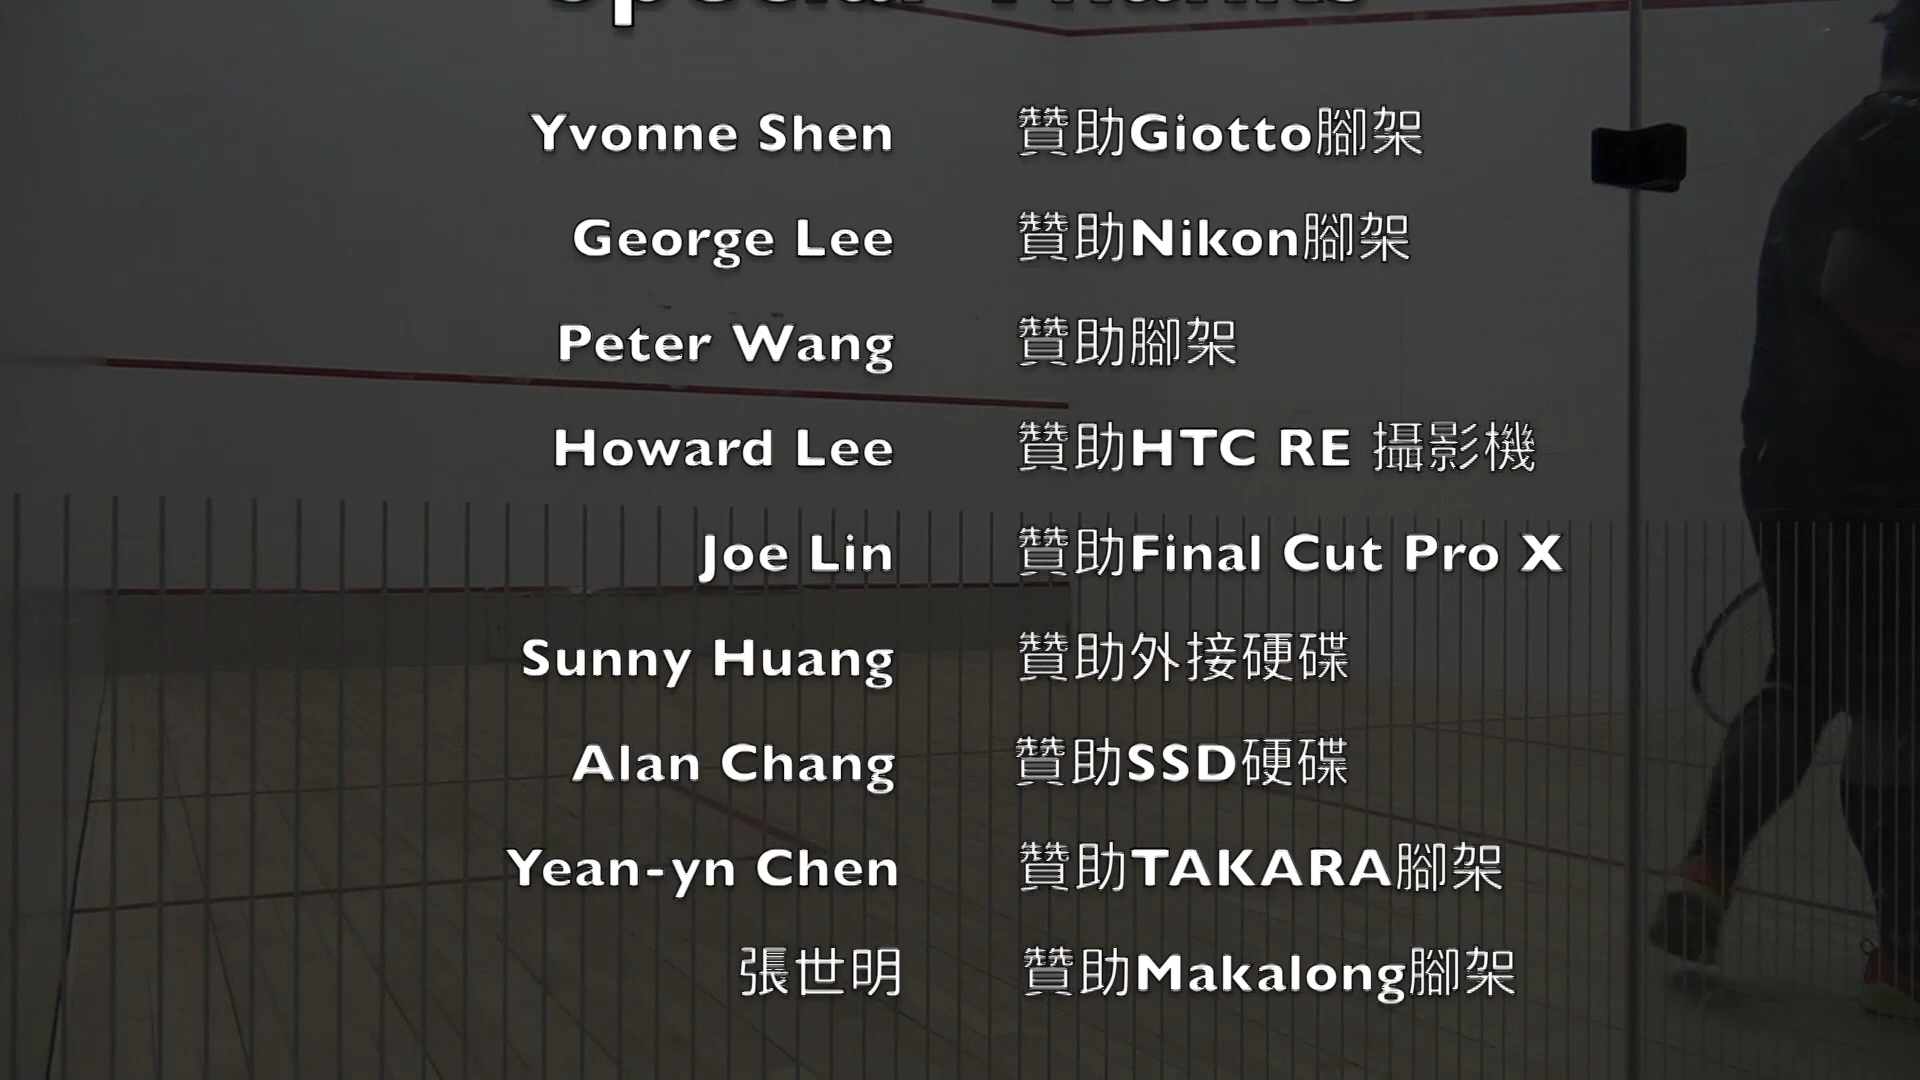 Special Thanks
Yvonne Shen 贊助Giotto腳架
George Lee 贊助Nikon腳架
Peter Wang 贊助腳架
Howard Lee 贊助HTC RE 攝影機
Joe Lin 贊助Final Cut Pro X
Sunny Huang 贊助外接硬碟
Alan Chang 贊助SSD硬碟
Yean-yn Chen 贊助TAKARA腳架
張世明 贊助Makalong腳架